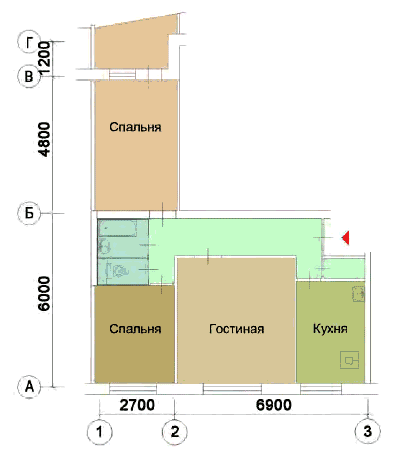 Г
1200
В
4800
Спальня
Б
6000
Спальня
Гостиная
Кухня
А
2700
6900
1
2
3